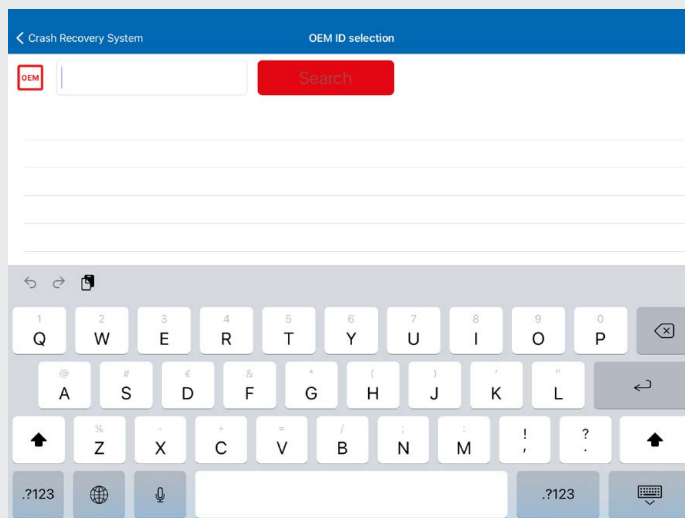 Crash Recovery System OEM ID selection
OEM Search
1 2 3 4 5 6 7 8 9 0
Q W E R T Y U I O P
@ # € & * ( ) ' "
A S D F G H J K L
% - + = / ; : ! ?
Z X C V B N M , .
.?123 .?123